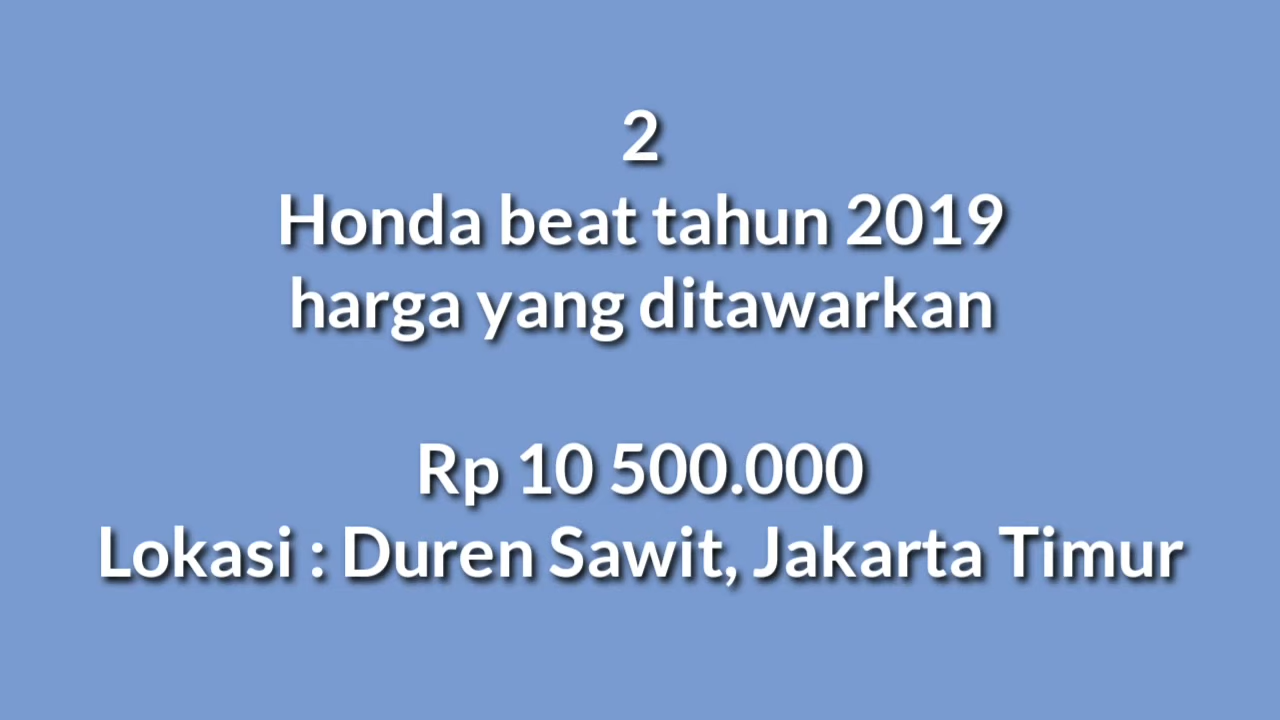 2
Honda beat tahun 2019
harga yang ditawarkan
Rp 10 500.000
Lokasi : Duren Sawit, Jakarta Timur